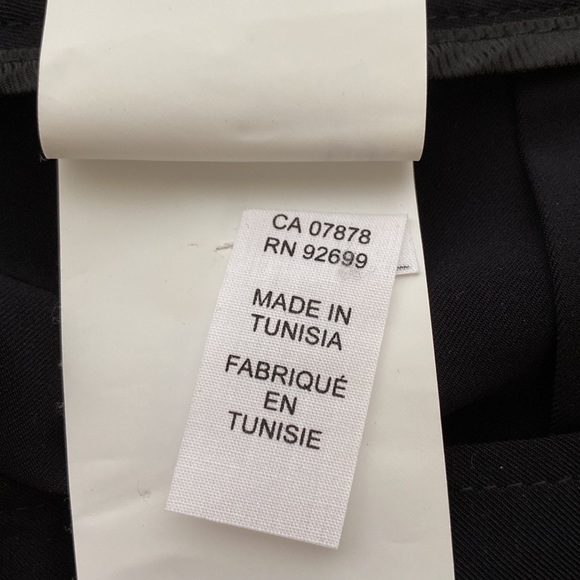 CA 07878
RN 92699
MADE IN
TUNISIA
FABRIQUÉ
EN
TUNISIE